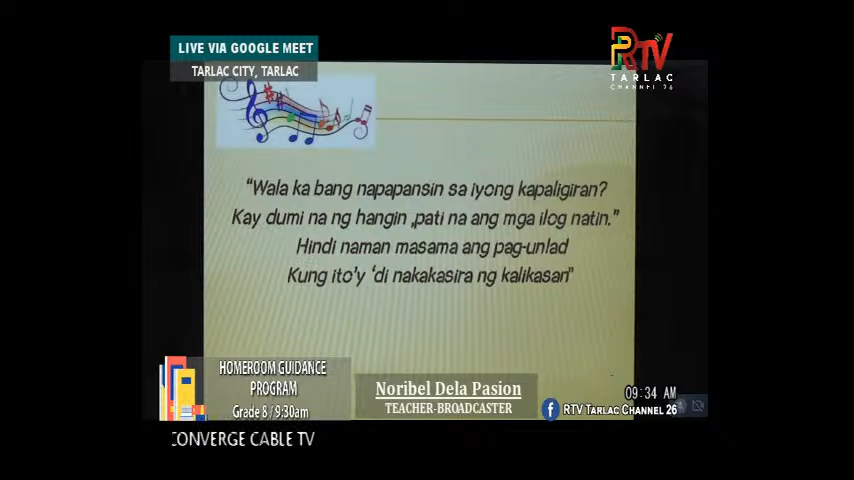 LIVE VIA GOOGLE MEET
TARLAC CITY, TARLAC
RTV
TARLAC
CHANNEL 26
"Wala ka bang napapansin sa iyong kapaligiran?
Kay dumi na ng hangin ,pati na ang mga ilog natin."
Hindi naman masama ang pag-unlad
Kung ito'y 'di nakakasira ng kalikasan"
HOMEROOM GUIDANCE
PROGRAM
Grade 8 / 9:30am
Noribel Dela Pasion
TEACHER-BROADCASTER
09:34 AM
RTV TARLAC CHANNEL 26
CONVERGE CABLE TV